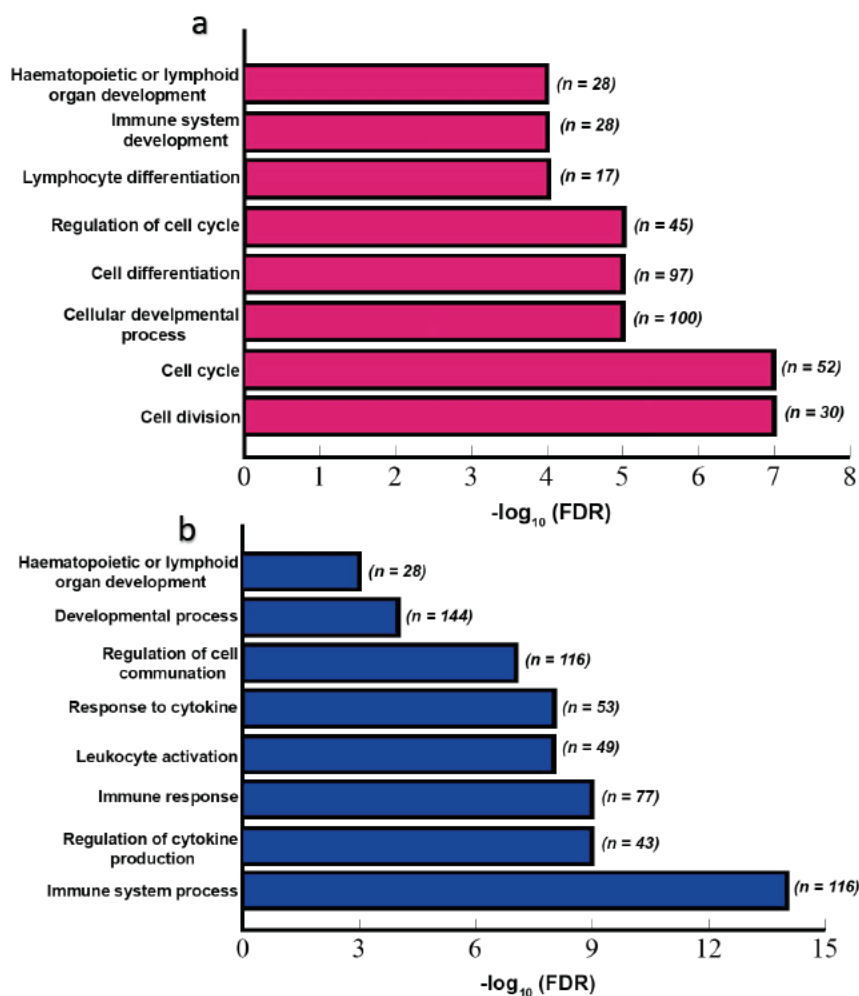 a
Haematopoietic or lymphoid
organ development
(n = 28)
Immune system
development
(n = 28)
Lymphocyte differentiation
(n = 17)
Regulation of cell cycle
(n = 45)
Cell differentiation
(n = 97)
Cellular develpmental
process
(n = 100)
Cell cycle
(n = 52)
Cell division
(n = 30)
0 1 2 3 4 5 6 7 8
-log10 (FDR)
b
Haematopoietic or lymphoid
organ development
(n = 28)
Developmental process
(n = 144)
Regulation of cell
communation
(n = 116)
Response to cytokine
(n = 53)
Leukocyte activation
(n = 49)
Immune response
(n = 77)
Regulation of cytokine
production
(n = 43)
Immune system process
(n = 116)
0 3 6 9 12 15
-log10 (FDR)